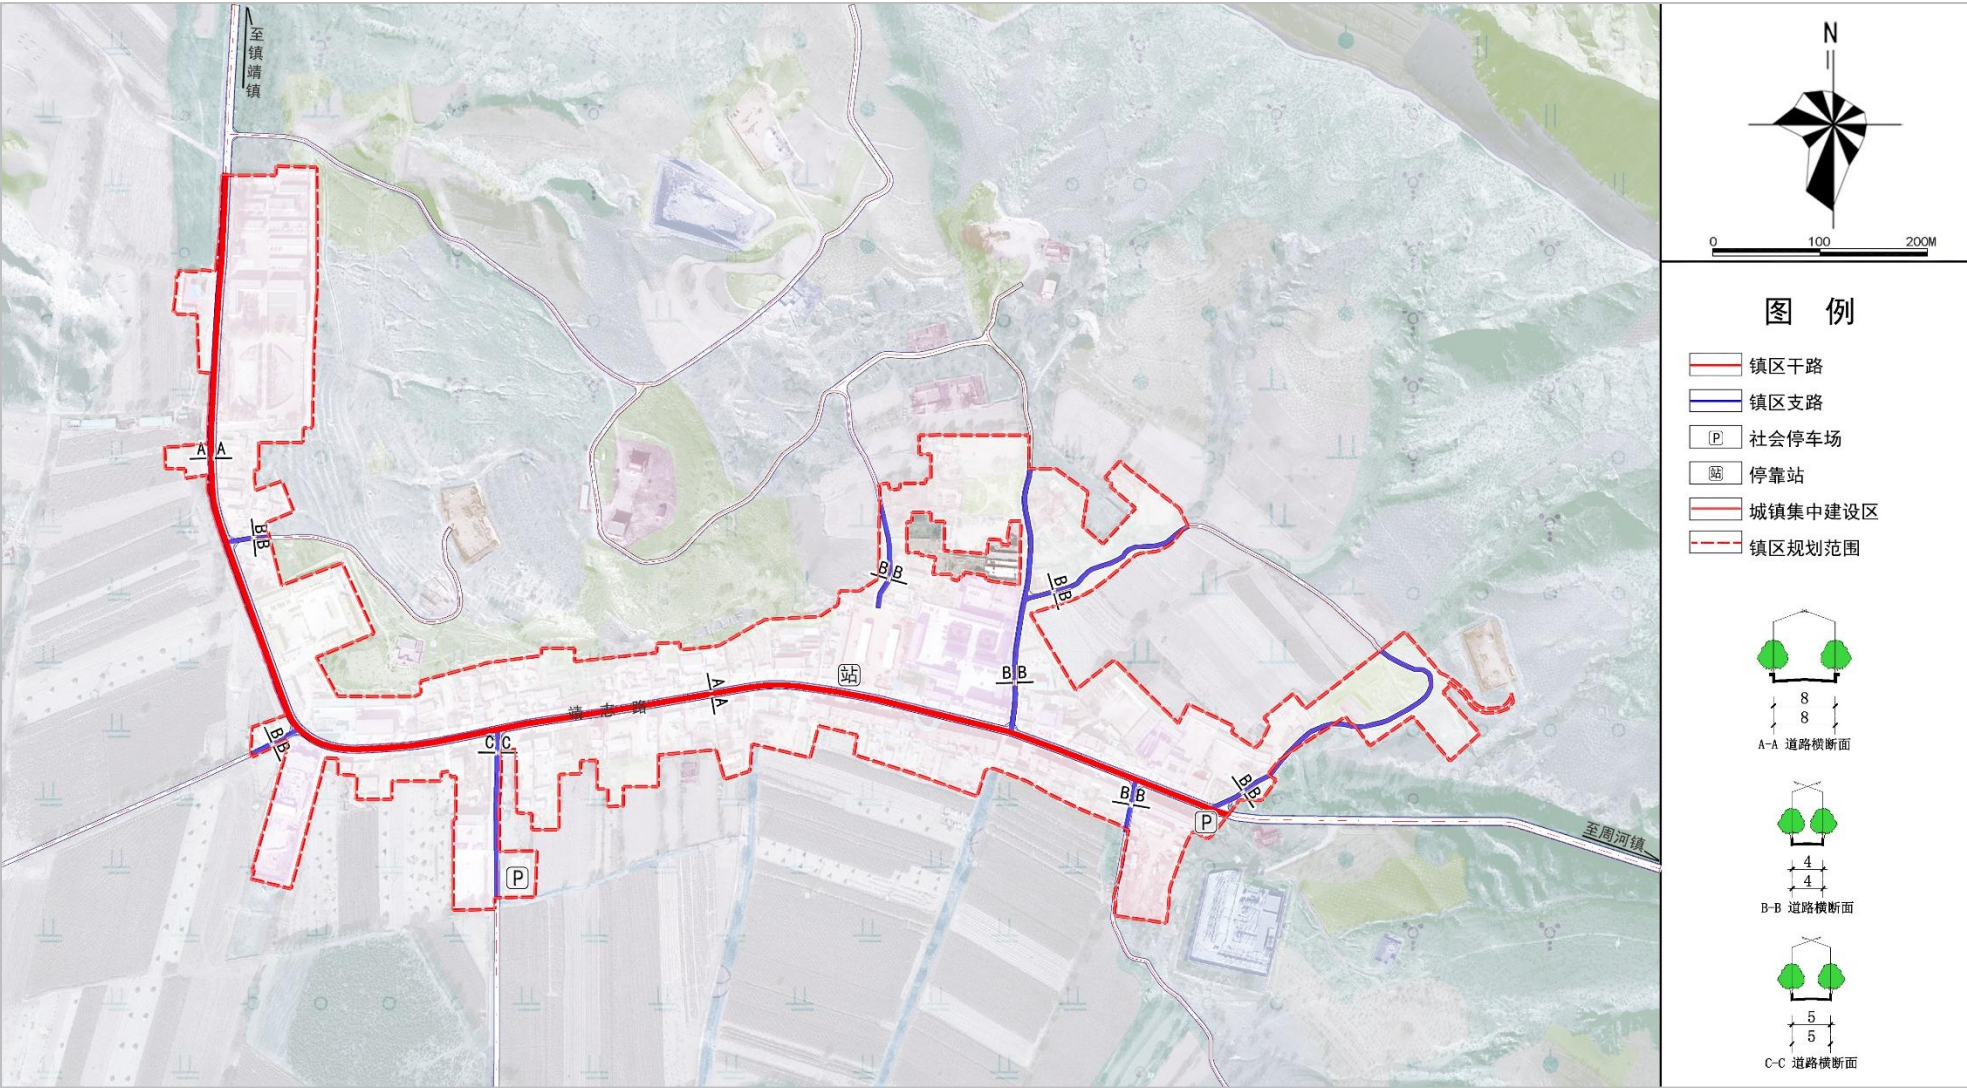 至镇靖镇
N
0 100 200M
图 例
镇区干路
镇区支路
P 社会停车场
站 停靠站
城镇集中建设区
镇区规划范围
8
8
A-A 道路横断面
4
4
B-B 道路横断面
5
5
C-C 道路横断面
A A
B B
B B
B B
站
A A
B B
靖志路
B B
C C
B B
B B
P
至周河镇
P